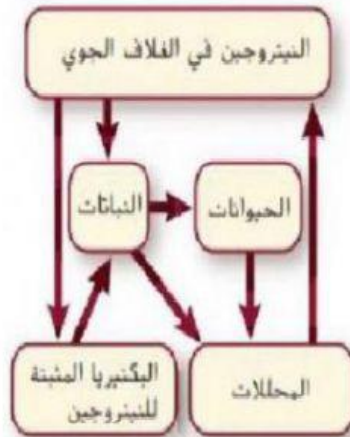 النيتروجين في الغلاف الجوي
الحيوانات
النباتات
المحللات
البكتيريا المثبتة
للنيتروجين